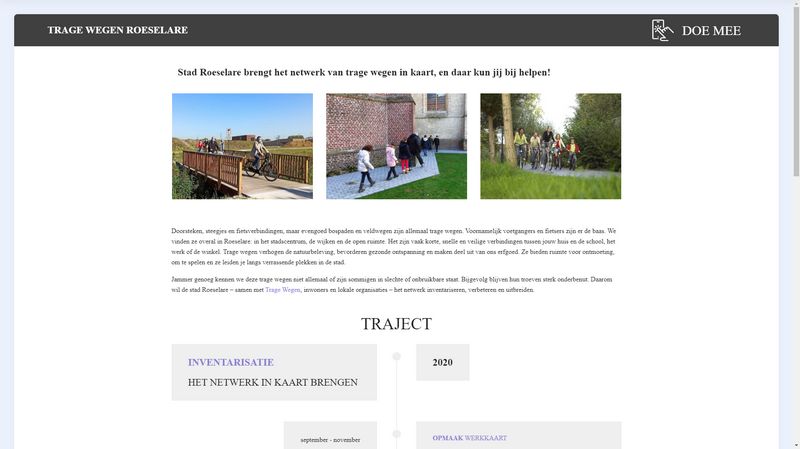 TRAGE WEGEN ROESELARE
DOE MEE
Stad Roeselare brengt het netwerk van trage wegen in kaart, en daar kun jij bij helpen!
Doorsteken, steegjes en fietsverbindingen, maar evengoed bospaden en veldwegen zijn allemaal trage wegen. Voornamelijk voetgangers en fietsers zijn er de baas. We
vinden ze overal in Roeselare: in het stadscentrum, de wijken en de open ruimte. Het zijn vaak korte, snelle en veilige verbindingen tussen jouw huis en de school, het
werk of de winkel. Trage wegen verhogen de natuurbeleving, bevorderen gezonde ontspanning en maken deel uit van ons erfgoed. Ze bieden ruimte voor ontmoeting,
om te spelen en ze leiden je langs verrassende plekken in de stad.
Jammer genoeg kennen we deze trage wegen niet allemaal of zijn sommigen in slechte of onbruikbare staat. Bijgevolg blijven hun troeven sterk onderbenut. Daarom
wil de stad Roeselare – samen met Trage Wegen, inwoners en lokale organisaties – het netwerk inventariseren, verbeteren en uitbreiden.
TRAJECT
INVENTARISATIE
HET NETWERK IN KAART BRENGEN
2020
september - november
OPMAAK WERKKAART